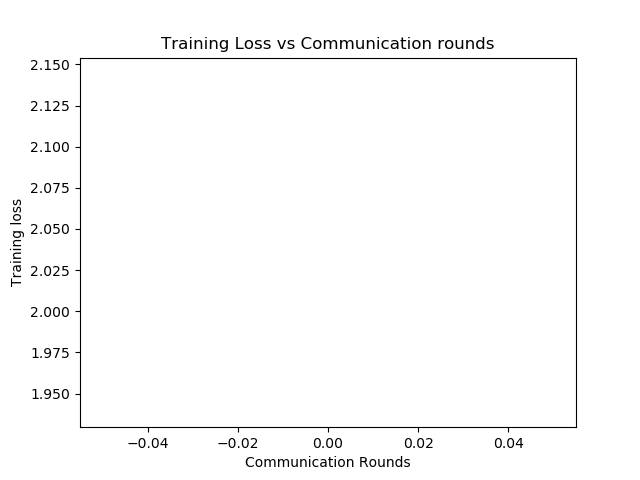 Training Loss vs Communication rounds
2.150
2.125
2.100
2.075
2.050
2.025
2.000
1.975
1.950
Training loss
−0.04 −0.02 0.00 0.02 0.04
Communication Rounds